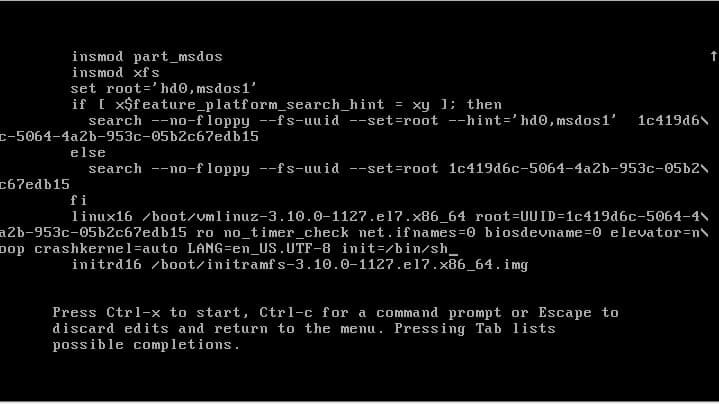 insmod part_msdos
insmod xfs
set root='hd0,msdos1'
if [ x$feature_platform_search_hint = xy ]; then
search --no-floppy --fs-uuid --set=root --hint='hd0,msdos1'  1c419d6\
c-5064-4a2b-953c-05b2c67edb15
else
search --no-floppy --fs-uuid --set=root 1c419d6c-5064-4a2b-953c-05b2\
c67edb15
fi
linux16 /boot/vmlinuz-3.10.0-1127.el7.x86_64 root=UUID=1c419d6c-5064-4\
a2b-953c-05b2c67edb15 ro no_timer_check net.ifnames=0 biosdevname=0 elevator=n\
oop crashkernel=auto LANG=en_US.UTF-8 init=/bin/sh_
initrd16 /boot/initramfs-3.10.0-1127.el7.x86_64.img
Press Ctrl-x to start, Ctrl-c for a command prompt or Escape to
discard edits and return to the menu. Pressing Tab lists
possible completions.